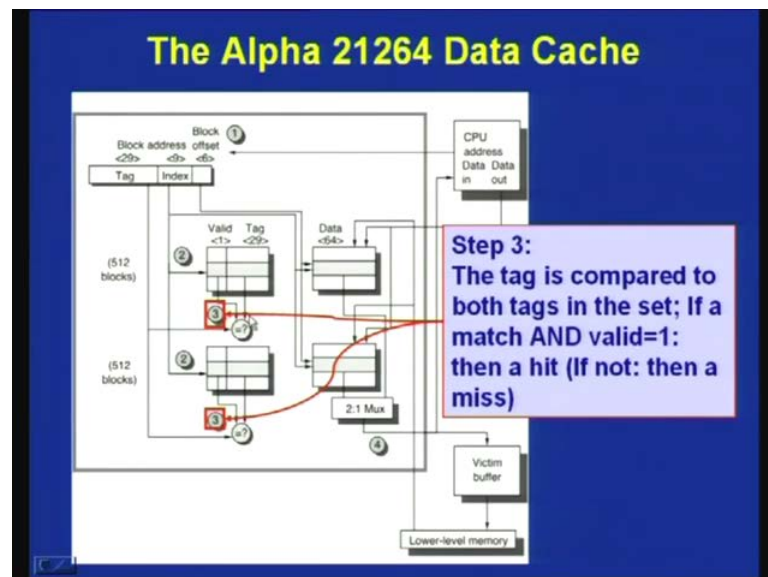 The Alpha 21264 Data Cache
Block
Block address offset
<29> <9> <6>
Tag Index
1
CPU
address
Data Data
in out
Valid Tag
<1> <29>
Data
<64>
(512
blocks)
2
3
=?
(512
blocks)
2
3
=?
2:1 Mux
4
Victim
buffer
Lower-level memory
Step 3:
The tag is compared to
both tags in the set; If a
match AND valid=1:
then a hit (If not: then a
miss)